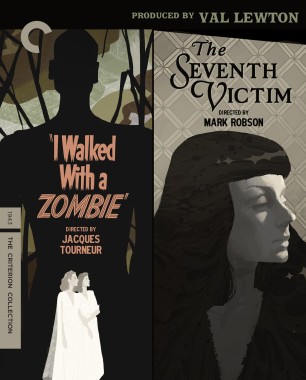 PRODUCED BY VAL LEWTON
The
SEVENTH
VICTIM
DIRECTED BY
MARK ROBSON
'I Walked
With a
ZOMBIE'
DIRECTED BY
JACQUES
TOURNEUR
1943
THE CRITERION COLLECTION